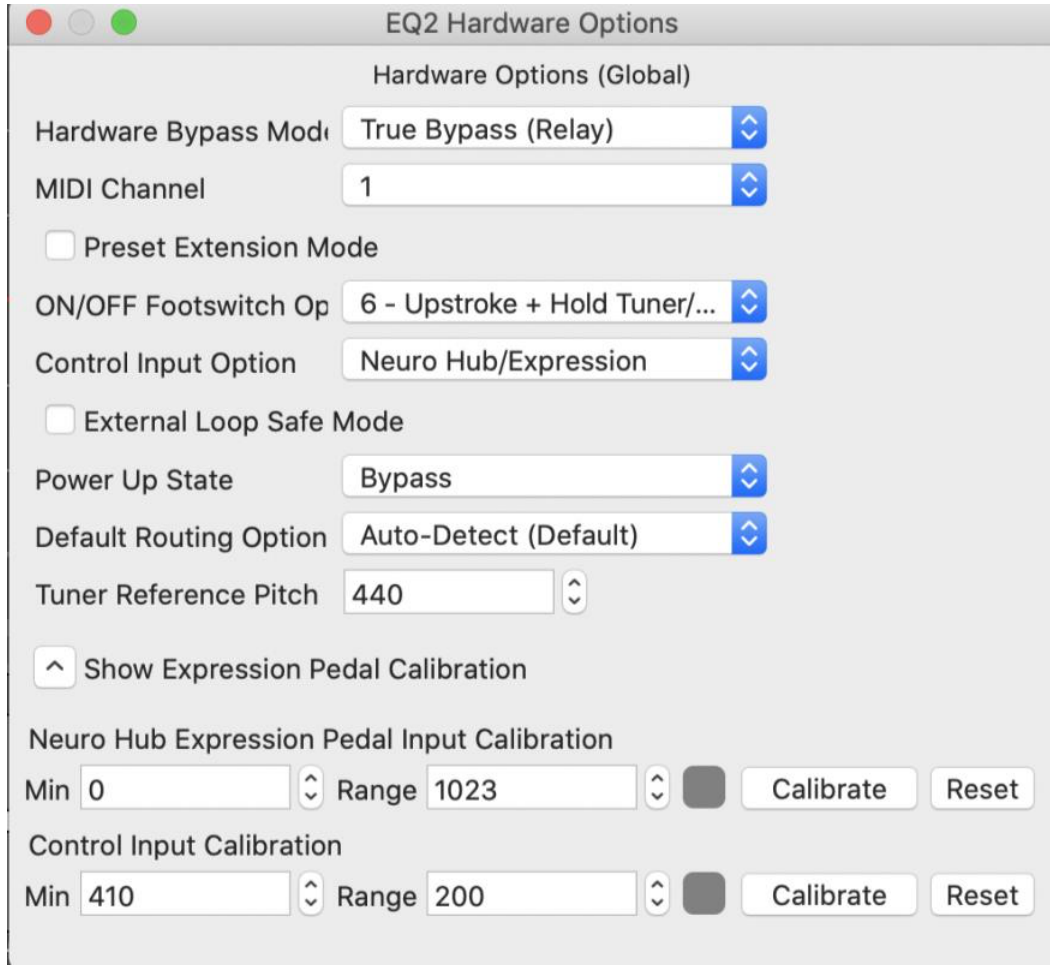 EQ2 Hardware Options
Hardware Options (Global)
Hardware Bypass Mode True Bypass (Relay)
MIDI Channel 1
Preset Extension Mode
ON/OFF Footswitch Op 6 - Upstroke + Hold Tuner/...
Control Input Option Neuro Hub/Expression
External Loop Safe Mode
Power Up State Bypass
Default Routing Option Auto-Detect (Default)
Tuner Reference Pitch 440
Show Expression Pedal Calibration
Neuro Hub Expression Pedal Input Calibration
Min 0 Range 1023 Calibrate Reset
Control Input Calibration
Min 410 Range 200 Calibrate Reset